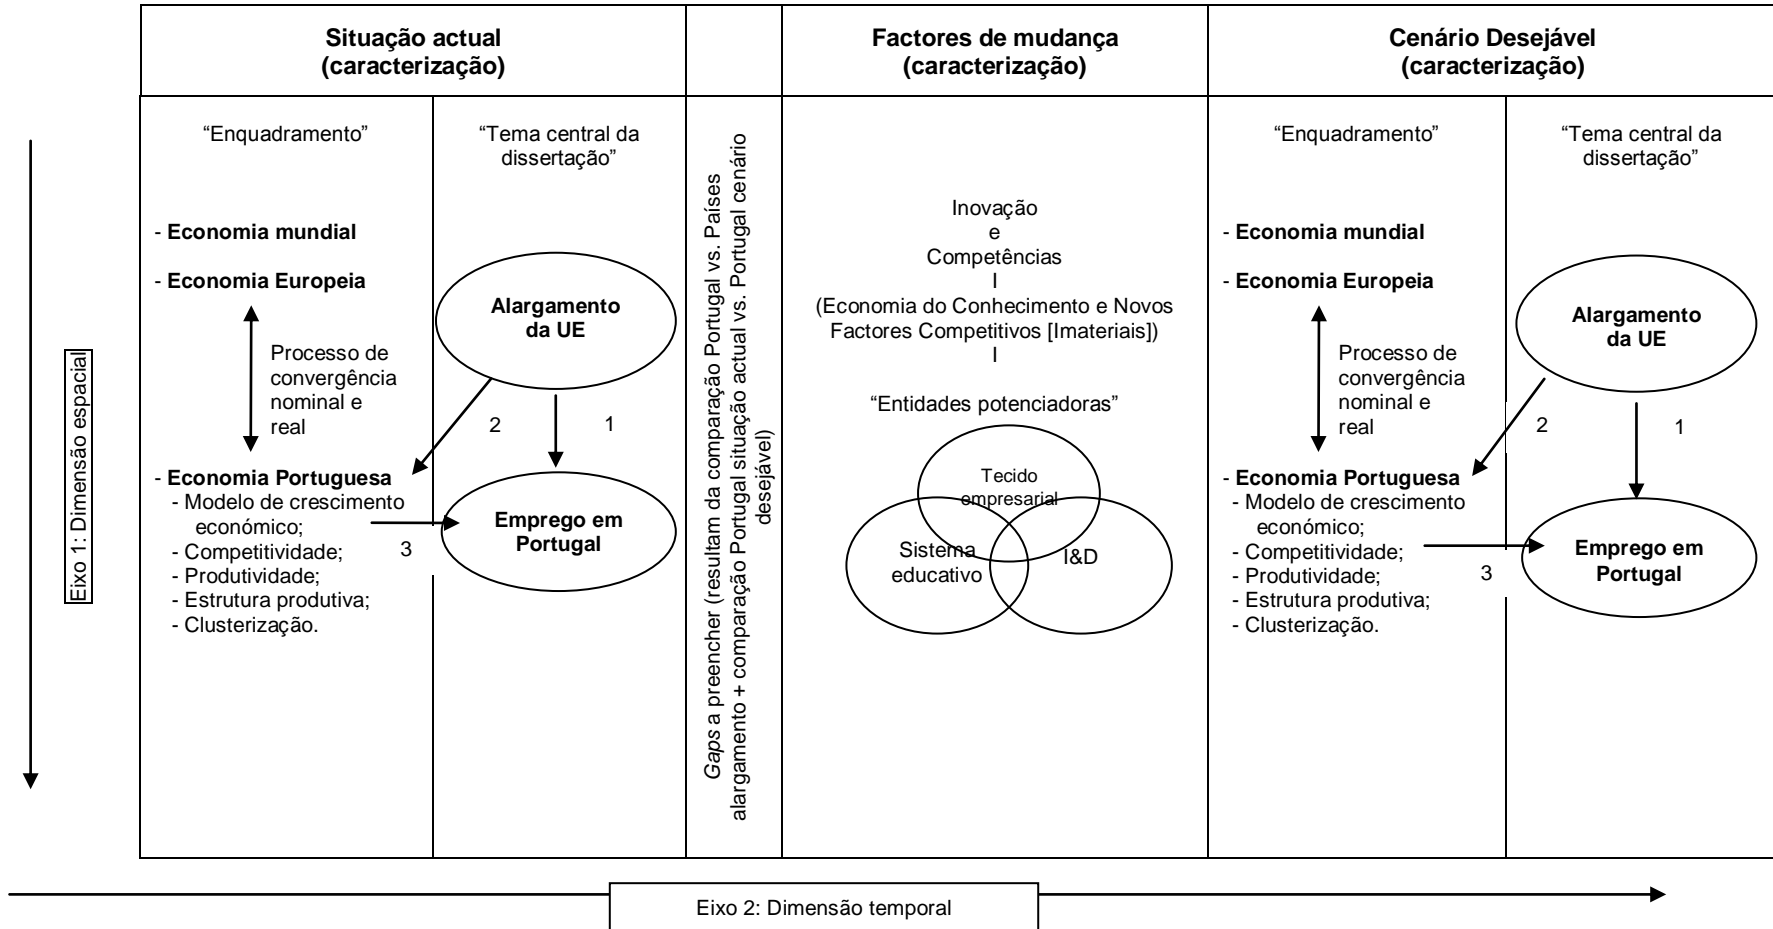 Situação actual
(caracterização)
Factores de mudança
(caracterização)
Cenário Desejável
(caracterização)
Eixo 1: Dimensão espacial
“Enquadramento”
- Economia mundial
- Economia Europeia
Processo de
convergência
nominal e
real
- Economia Portuguesa
- Modelo de crescimento
económico;
- Competitividade;
- Produtividade;
- Estrutura produtiva;
- Clusterização.
“Tema central da
dissertação”
Alargamento
da UE
2
1
3
Emprego em
Portugal
Gaps a preencher (resultam da comparação Portugal vs. Países
alargamento + comparação Portugal situação actual vs. Portugal cenário
desejável)
Inovação
e
Competências
I
(Economia do Conhecimento e Novos
Factores Competitivos [Imateriais])
I
“Entidades potenciadoras”
Tecido
empresarial
Sistema
educativo
I&D
“Enquadramento”
- Economia mundial
- Economia Europeia
Processo de
convergência
nominal e
real
- Economia Portuguesa
- Modelo de crescimento
económico;
- Competitividade;
- Produtividade;
- Estrutura produtiva;
- Clusterização.
“Tema central da
dissertação”
Alargamento
da UE
2
1
3
Emprego em
Portugal
Eixo 2: Dimensão temporal